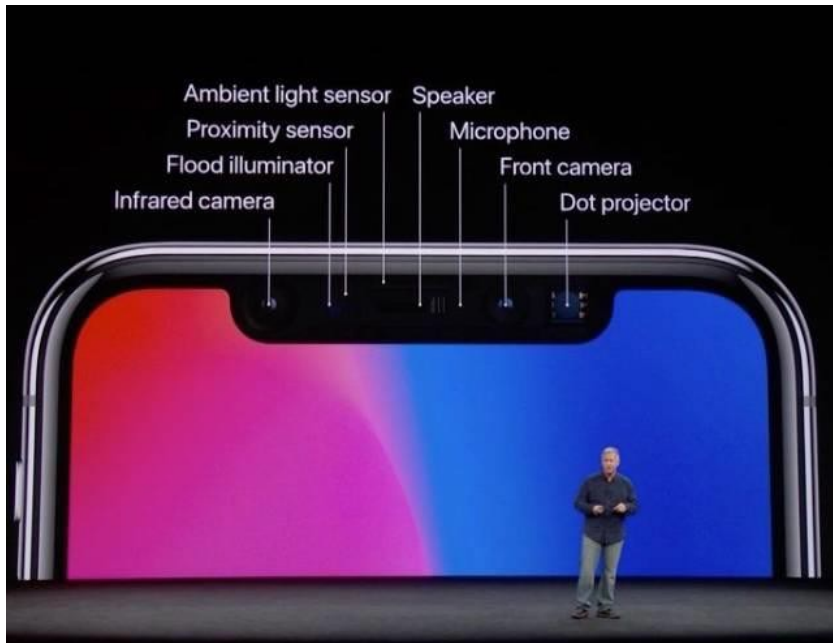 Ambient light sensor
Speaker
Proximity sensor
Microphone
Flood illuminator
Front camera
Infrared camera
Dot projector